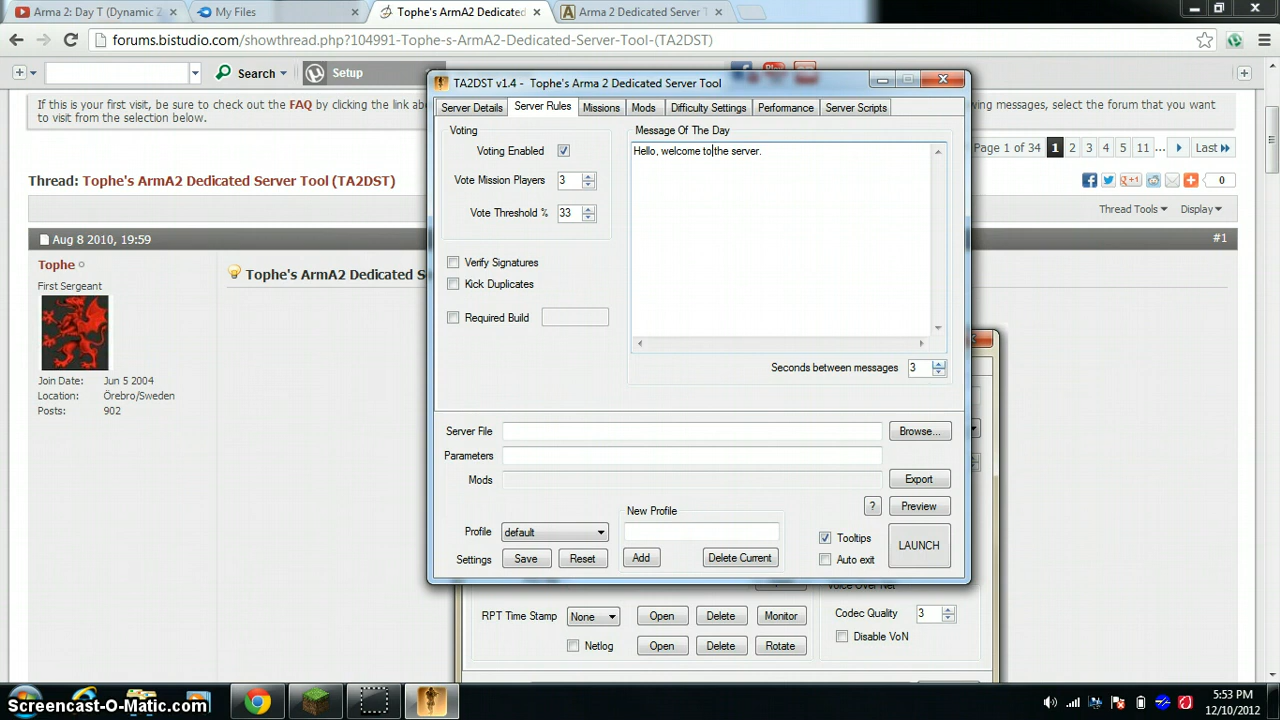 Arma 2: Day T (Dynamic Z
My Files
Tophe's ArmA2 Dedicated
Arma 2 Dedicated Server T
forums.bistudio.com/showthread.php?104991-Tophe-s-ArmA2-Dedicated-Server-Tool-(TA2DST)
Search
Setup
If this is your first visit, be sure to check out the FAQ by clicking the link abo
wing messages, select the forum that you want
to visit from the selection below.
Page 1 of 34 1 2 3 4 5 11 ... Last
Thread: Tophe's ArmA2 Dedicated Server Tool (TA2DST)
0
Thread Tools Display
Aug 8 2010, 19:59
#1
Tophe
First Sergeant
Tophe's ArmA2 Dedicated S
Join Date: Jun 5 2004
Location: Örebro/Sweden
Posts: 902
TA2DST v1.4 - Tophe's Arma 2 Dedicated Server Tool
Server Details Server Rules Missions Mods Difficulty Settings Performance Server Scripts
Voting
Voting Enabled
Vote Mission Players 3
Vote Threshold % 33
Verify Signatures
Kick Duplicates
Required Build
Message Of The Day
Hello, welcome to the server.
Seconds between messages 3
Server File Browse...
Parameters
Mods Export
? Preview
New Profile
Profile default
Tooltips
LAUNCH
Settings Save Reset Add Delete Current
Auto exit
Voice Over Net
RPT Time Stamp None Open Delete Monitor
Codec Quality 3
Netlog Open Delete Rotate
Disable VoN
Screencast-O-Matic.com
5:53 PM
12/10/2012